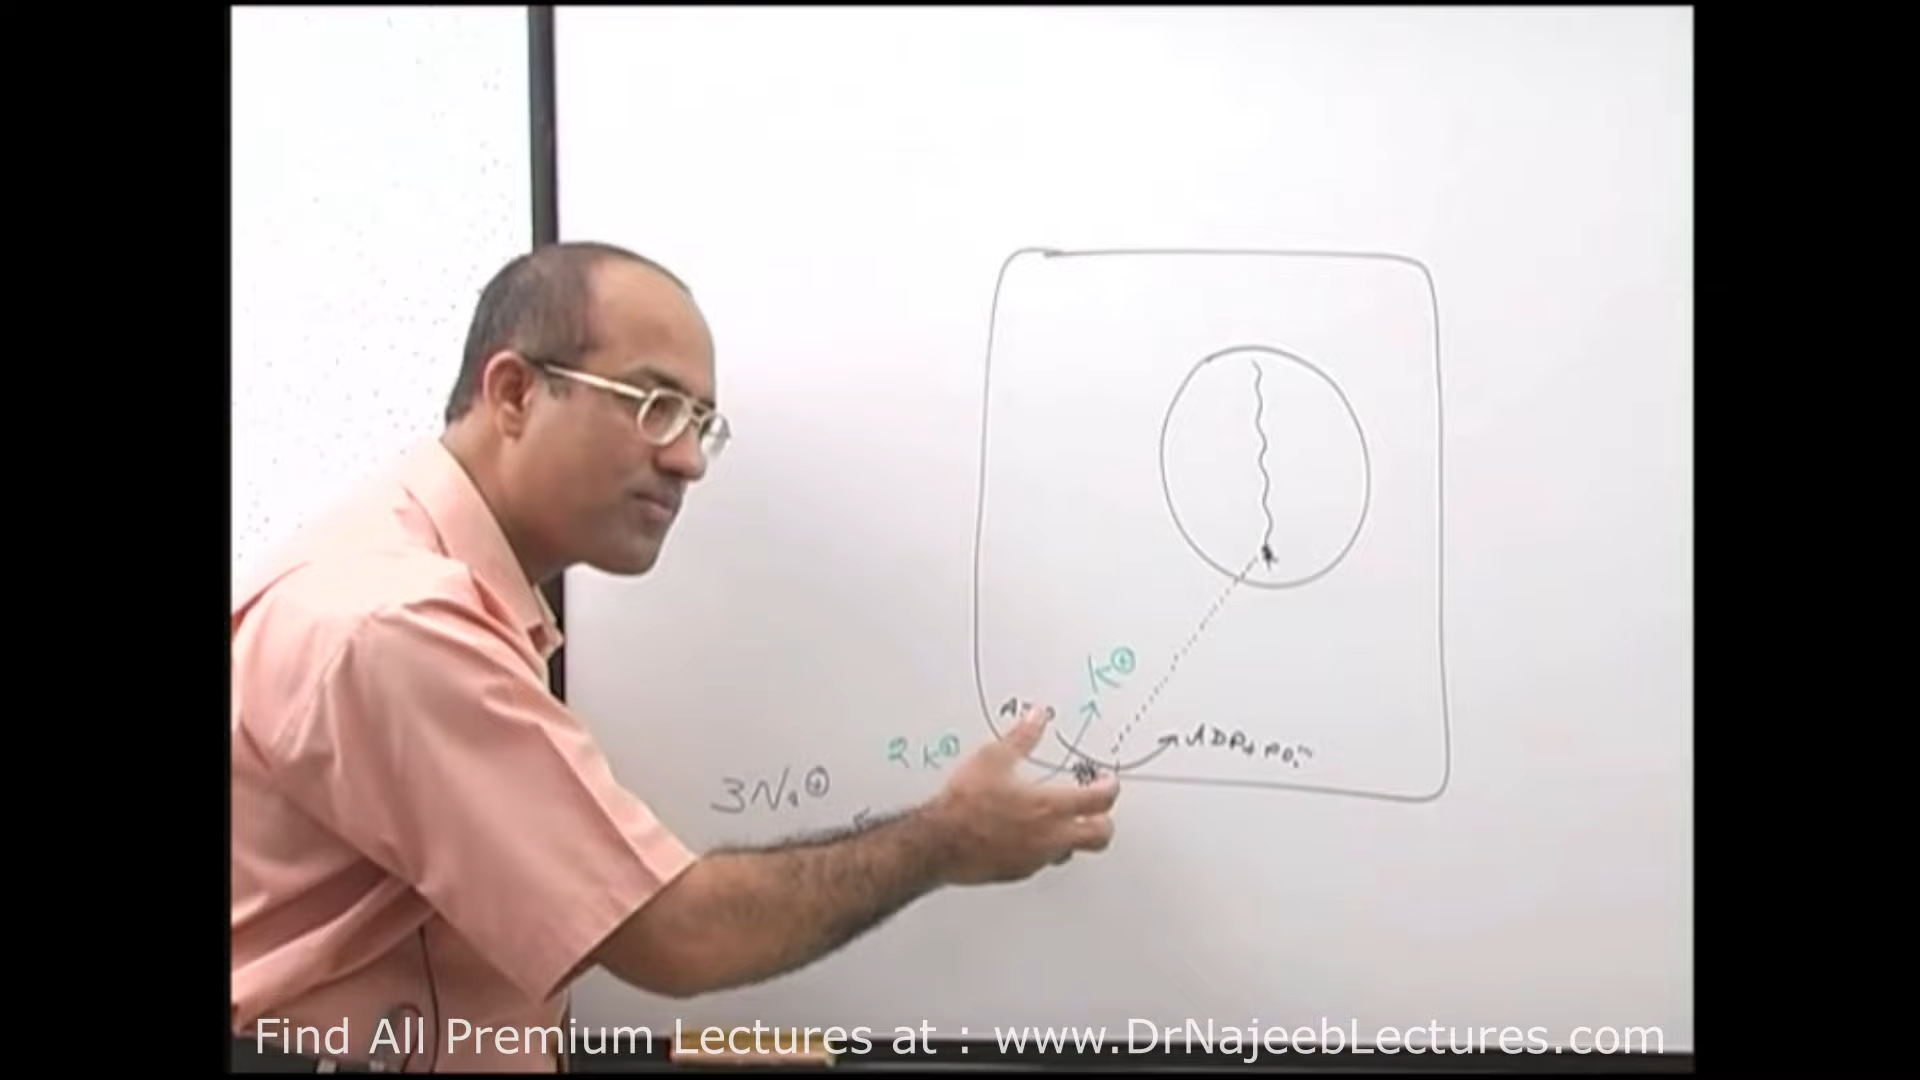 K⊕
2K⊕
ADP+PO₄
3Na⊕
Find All Premium Lectures at : www.DrNajeebLectures.com